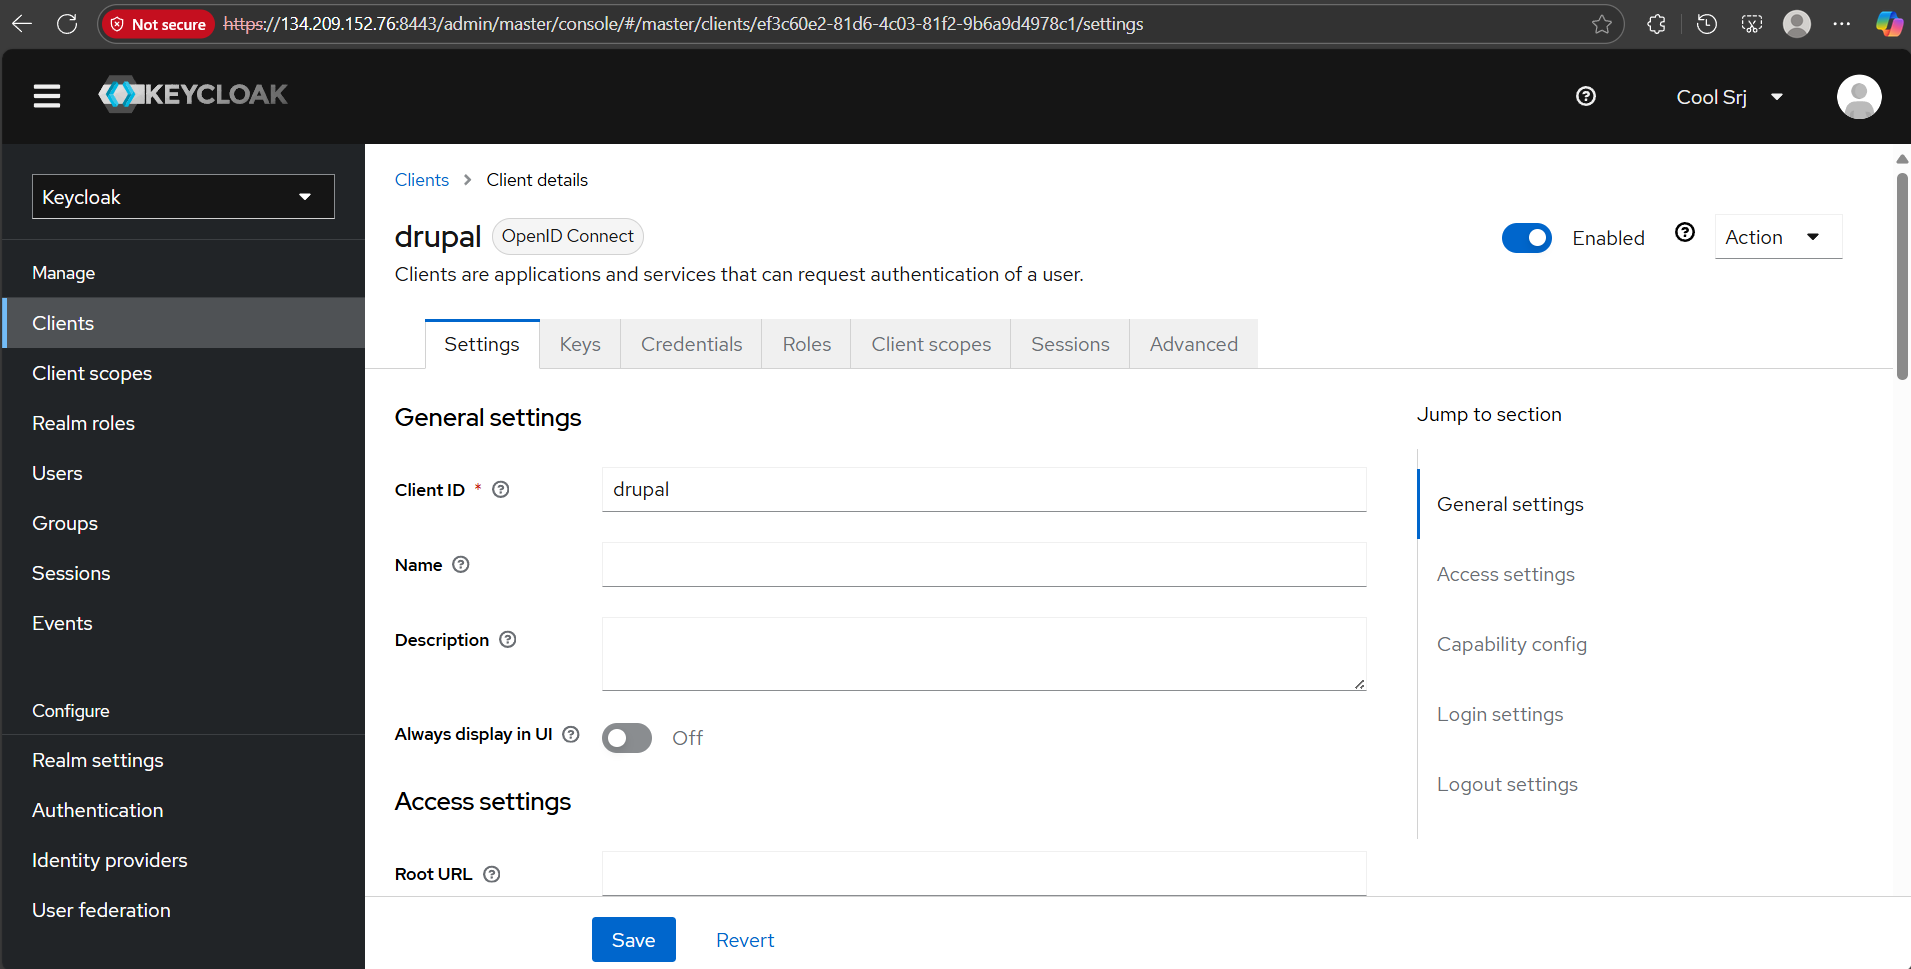 Not secure https://134.209.152.76:8443/admin/master/console/#/master/clients/ef3c60e2-81d6-4c03-81f2-9b6a9d4978c1/settings
KEYCLOAK
Cool Srj
Keycloak
Manage
Clients
Client scopes
Realm roles
Users
Groups
Sessions
Events
Configure
Realm settings
Authentication
Identity providers
User federation
Clients > Client details
drupal OpenID Connect
Enabled
Action
Clients are applications and services that can request authentication of a user.
Settings Keys Credentials Roles Client scopes Sessions Advanced
General settings
Client ID * drupal
Name
Description
Always display in UI Off
Access settings
Root URL
Save Revert
Jump to section
General settings
Access settings
Capability config
Login settings
Logout settings